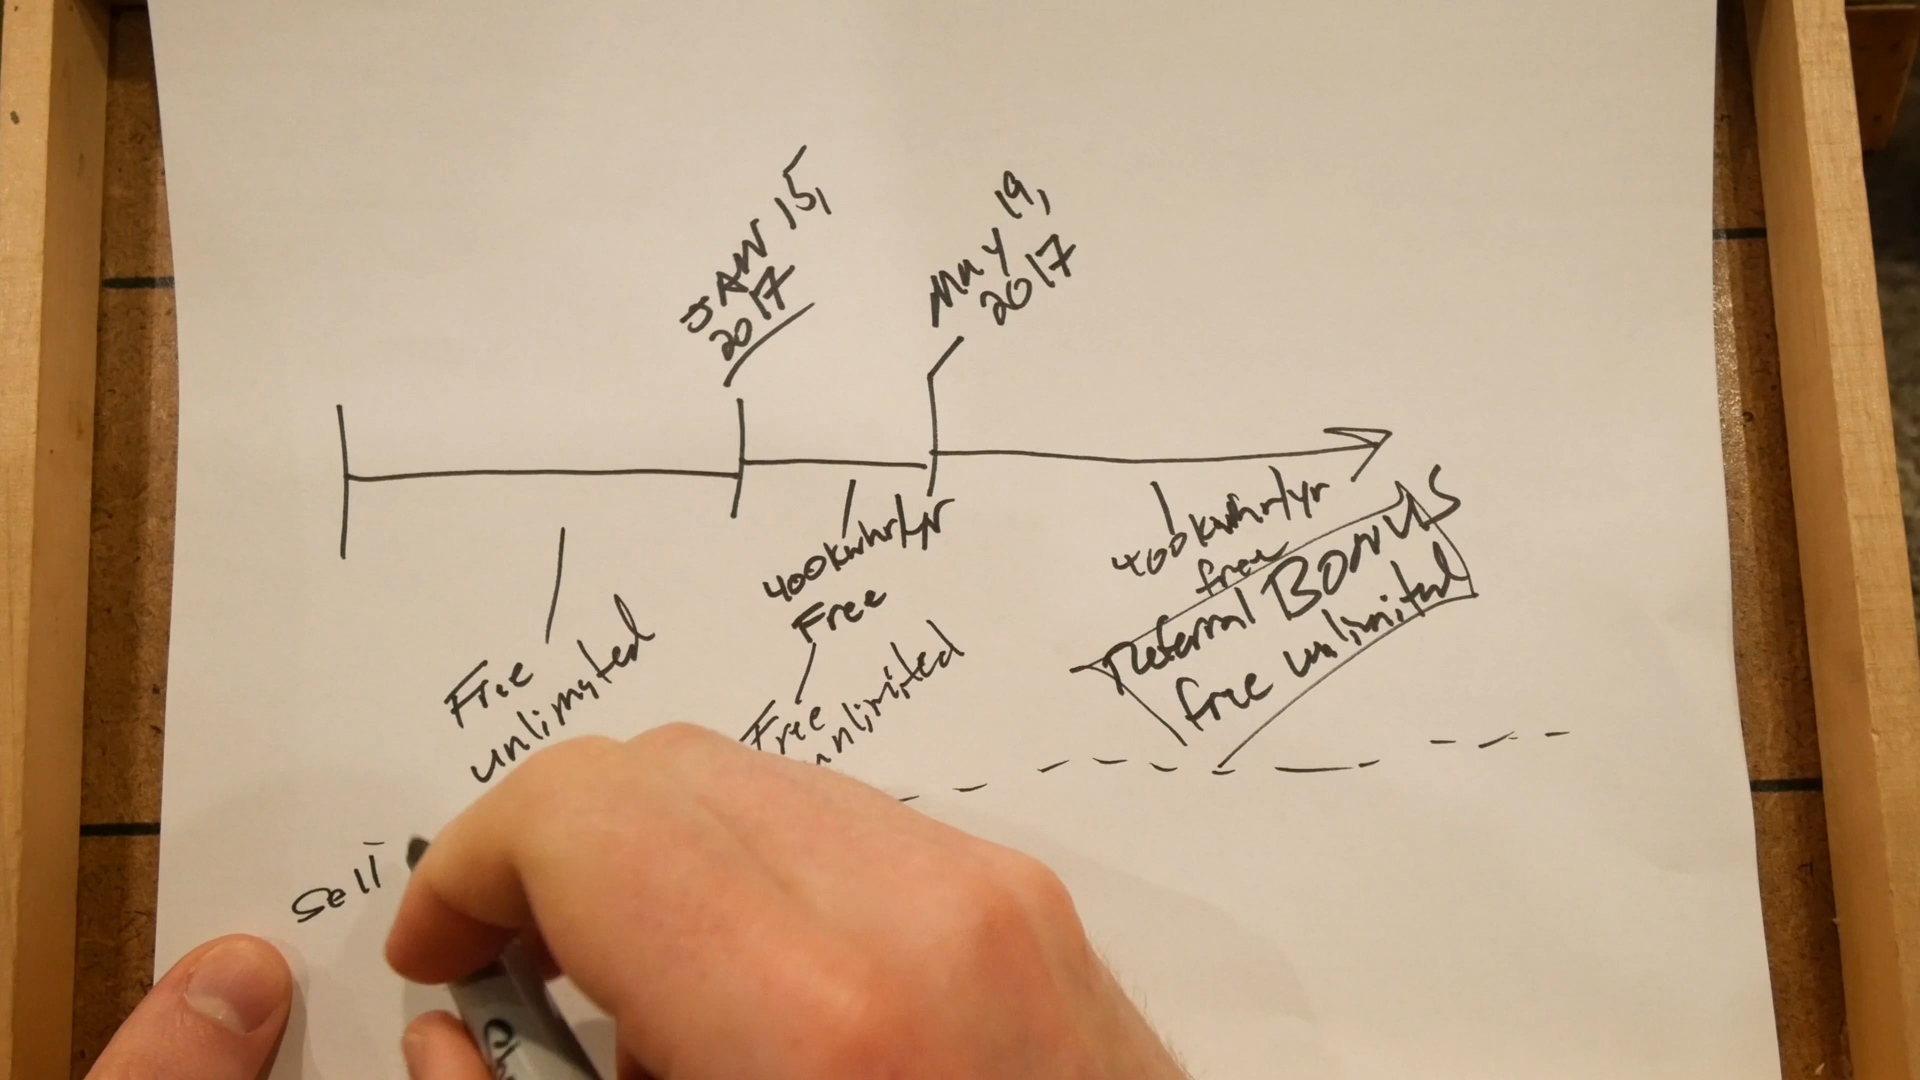 JAN 15,
2017
May 19,
2017
Free
unlimited
400kwhr/yr
Free
Free
unlimited
400kwhr/yr
free
Referral Bonus
free unlimited
sell